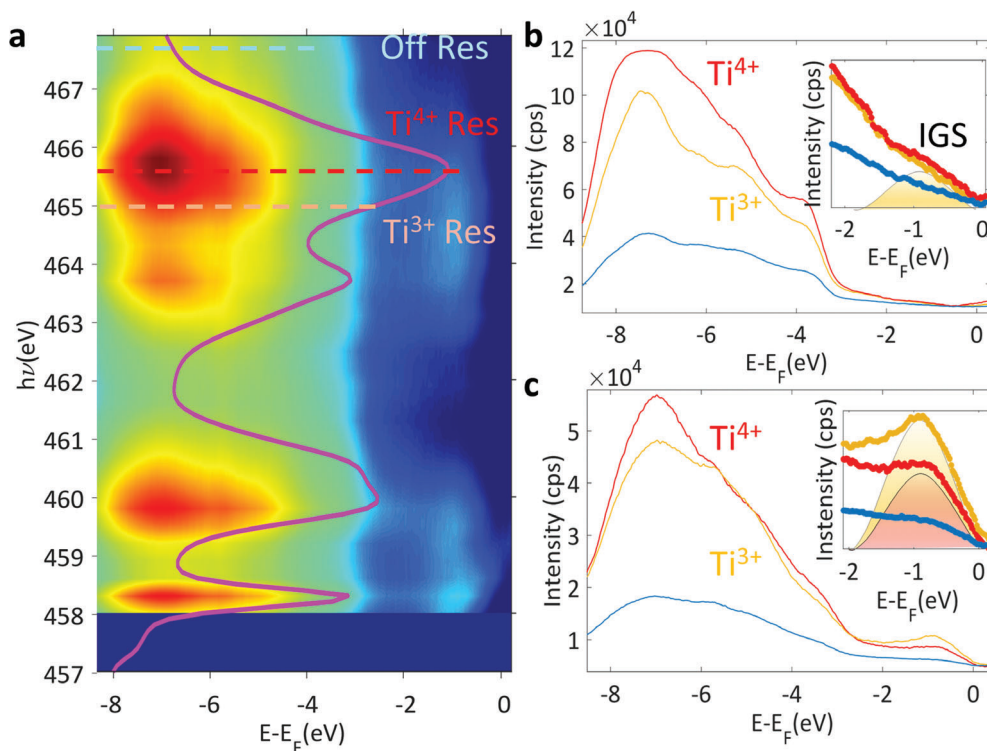 a
Off Res
Ti⁴⁺ Res
Ti³⁺ Res
467
466
465
464
463
462
461
460
459
458
457
hν(eV)
-8
-6
-4
-2
0
E-E_F(eV)
b
×10⁴
12
10
8
6
4
2
Intensity (cps)
Ti⁴⁺
Ti³⁺
-8
-6
-4
-2
0
E-E_F(eV)
Intensity (cps)
IGS
-2
-1
0
E-E_F(eV)
c
×10⁴
5
4
3
2
1
Intensity (cps)
Ti⁴⁺
Ti³⁺
-8
-6
-4
-2
0
E-E_F(eV)
Instensity (cps)
-2
-1
0
E-E_F(eV)